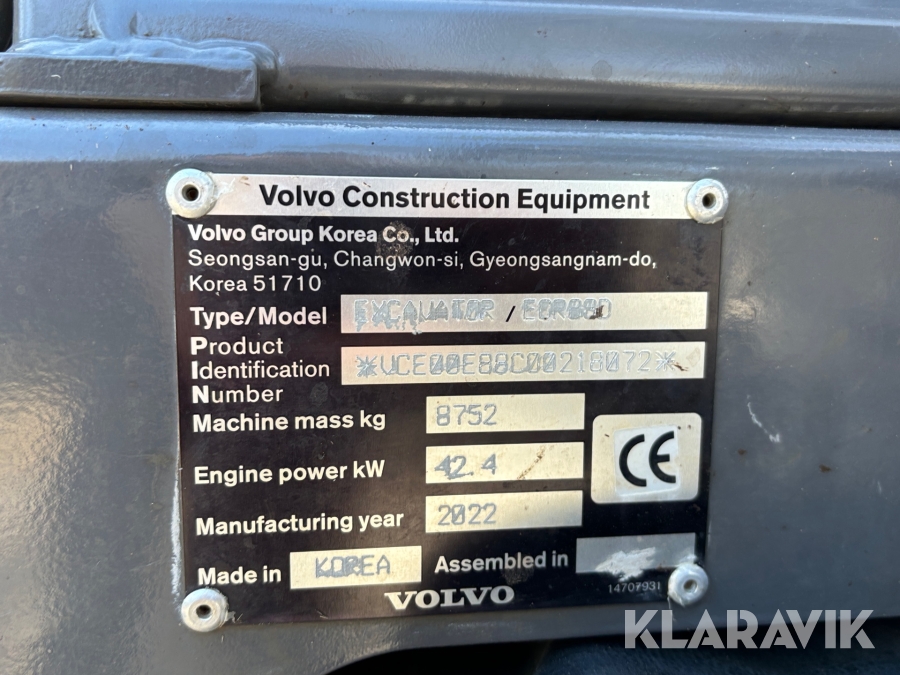 Volvo Construction Equipment
Volvo Group Korea Co., Ltd.
Seongsan-gu, Changwon-si, Gyeongsangnam-do,
Korea 51710
Type/Model EXCAVATOR / ECR88D
Product
Identification *VCE00E88C00218072*
Number
Machine mass kg 8752
Engine power kW 42.4
CE
Manufacturing year 2022
Made in KOREA Assembled in
14707931
VOLVO
KLARAVIK